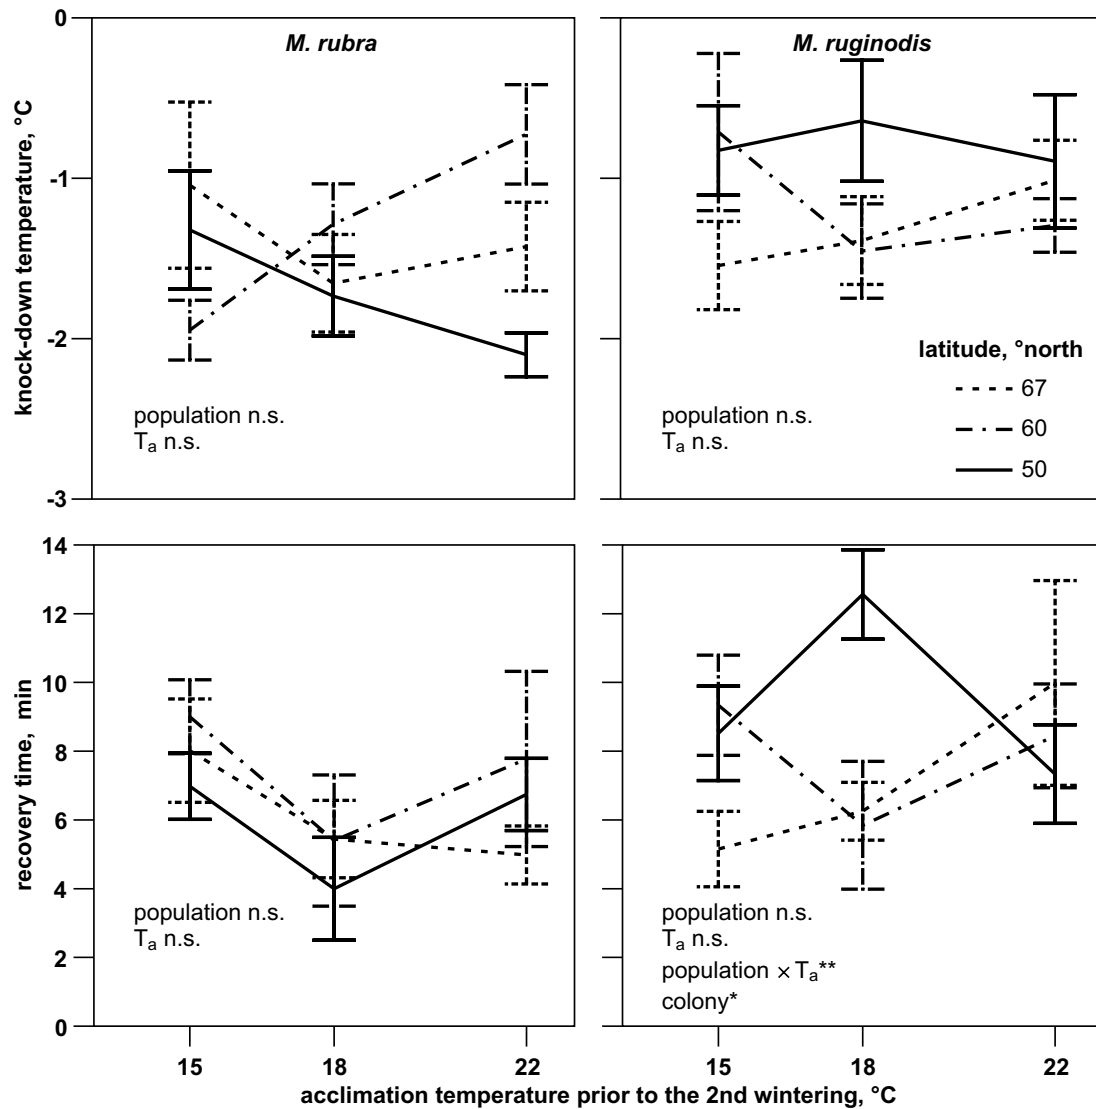 M. rubra
M. ruginodis
knock-down temperature, °C
0
-1
-2
-3
population n.s.
Tₐ n.s.
population n.s.
Tₐ n.s.
latitude, °north
67
60
50
recovery time, min
14
12
10
8
6
4
2
0
population n.s.
Tₐ n.s.
population n.s.
Tₐ n.s.
population × Tₐ**
colony*
15 18 22
15 18 22
acclimation temperature prior to the 2nd wintering, °C